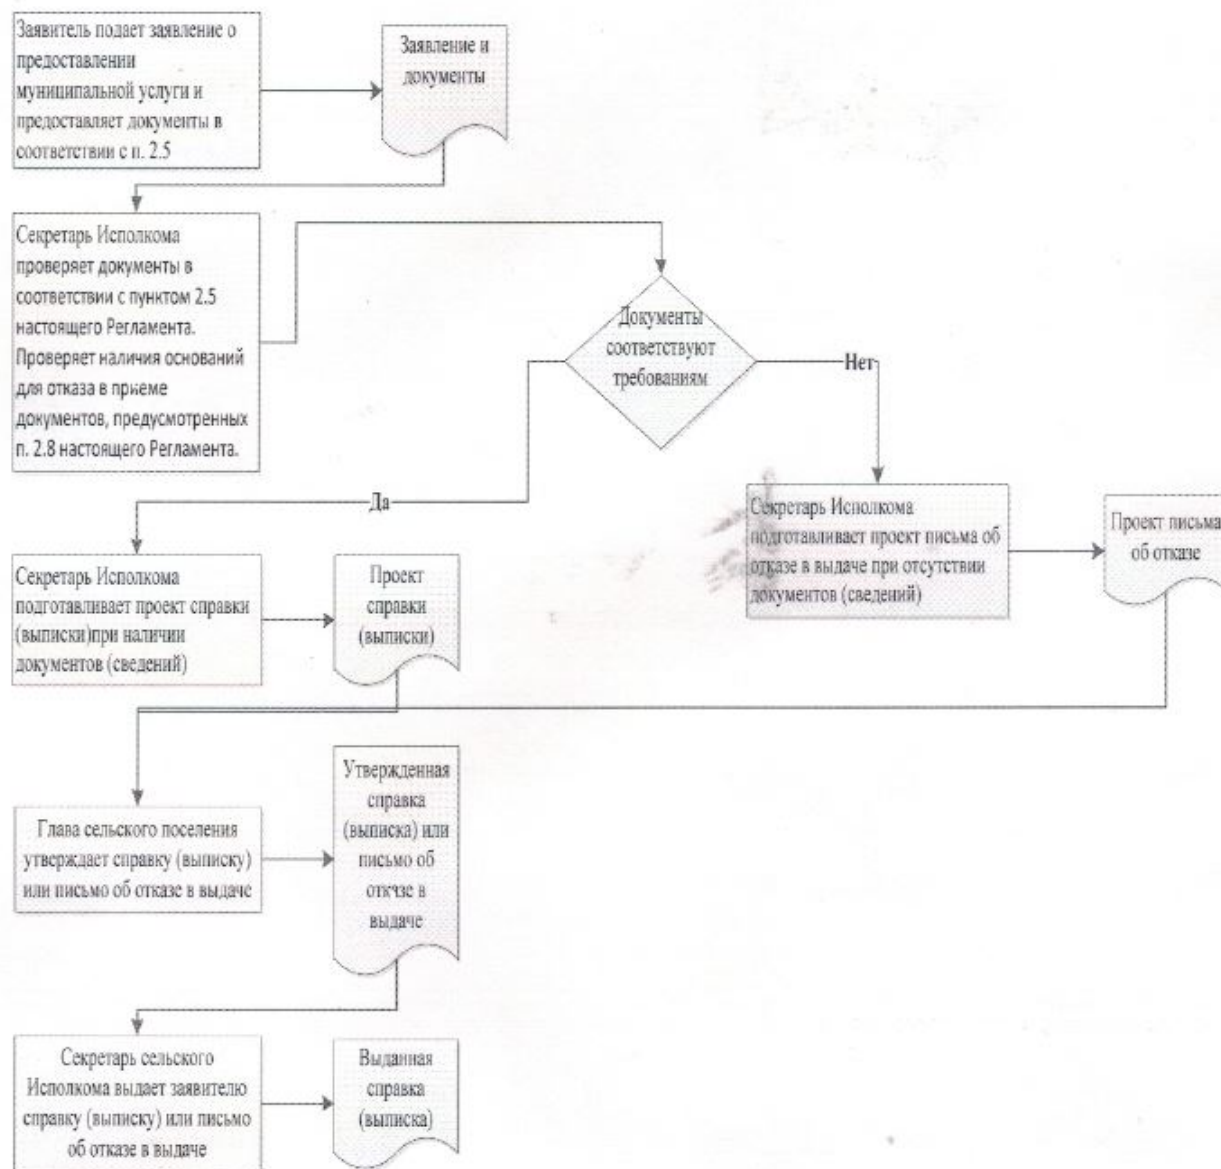 Заявитель подает заявление о
предоставлении
муниципальной услуги и
предоставляет документы в
соответствии с п. 2.5
Заявление и
документы
Секретарь Исполкома
проверяет документы в
соответствии с пунктом 2.5
настоящего Регламента.
Проверяет наличия оснований
для отказа в приеме
документов, предусмотренных
п. 2.8 настоящего Регламента.
Документы
соответствуют
требованиям
Нет
Да
Секретарь Исполкома
подготавливает проект письма об
отказе в выдаче при отсутствии
документов (сведений)
Проект письма
об отказе
Секретарь Исполкома
подготавливает проект справки
(выписки)при наличии
документов (сведений)
Проект
справки
(выписки)
Глава сельского поселения
утверждает справку (выписку)
или письмо об отказе в выдаче
Утвержденная
справка
(выписка) или
письмо об
отказе в
выдаче
Секретарь сельского
Исполкома выдает заявителю
справку (выписку) или письмо
об отказе в выдаче
Выданная
справка
(выписка)